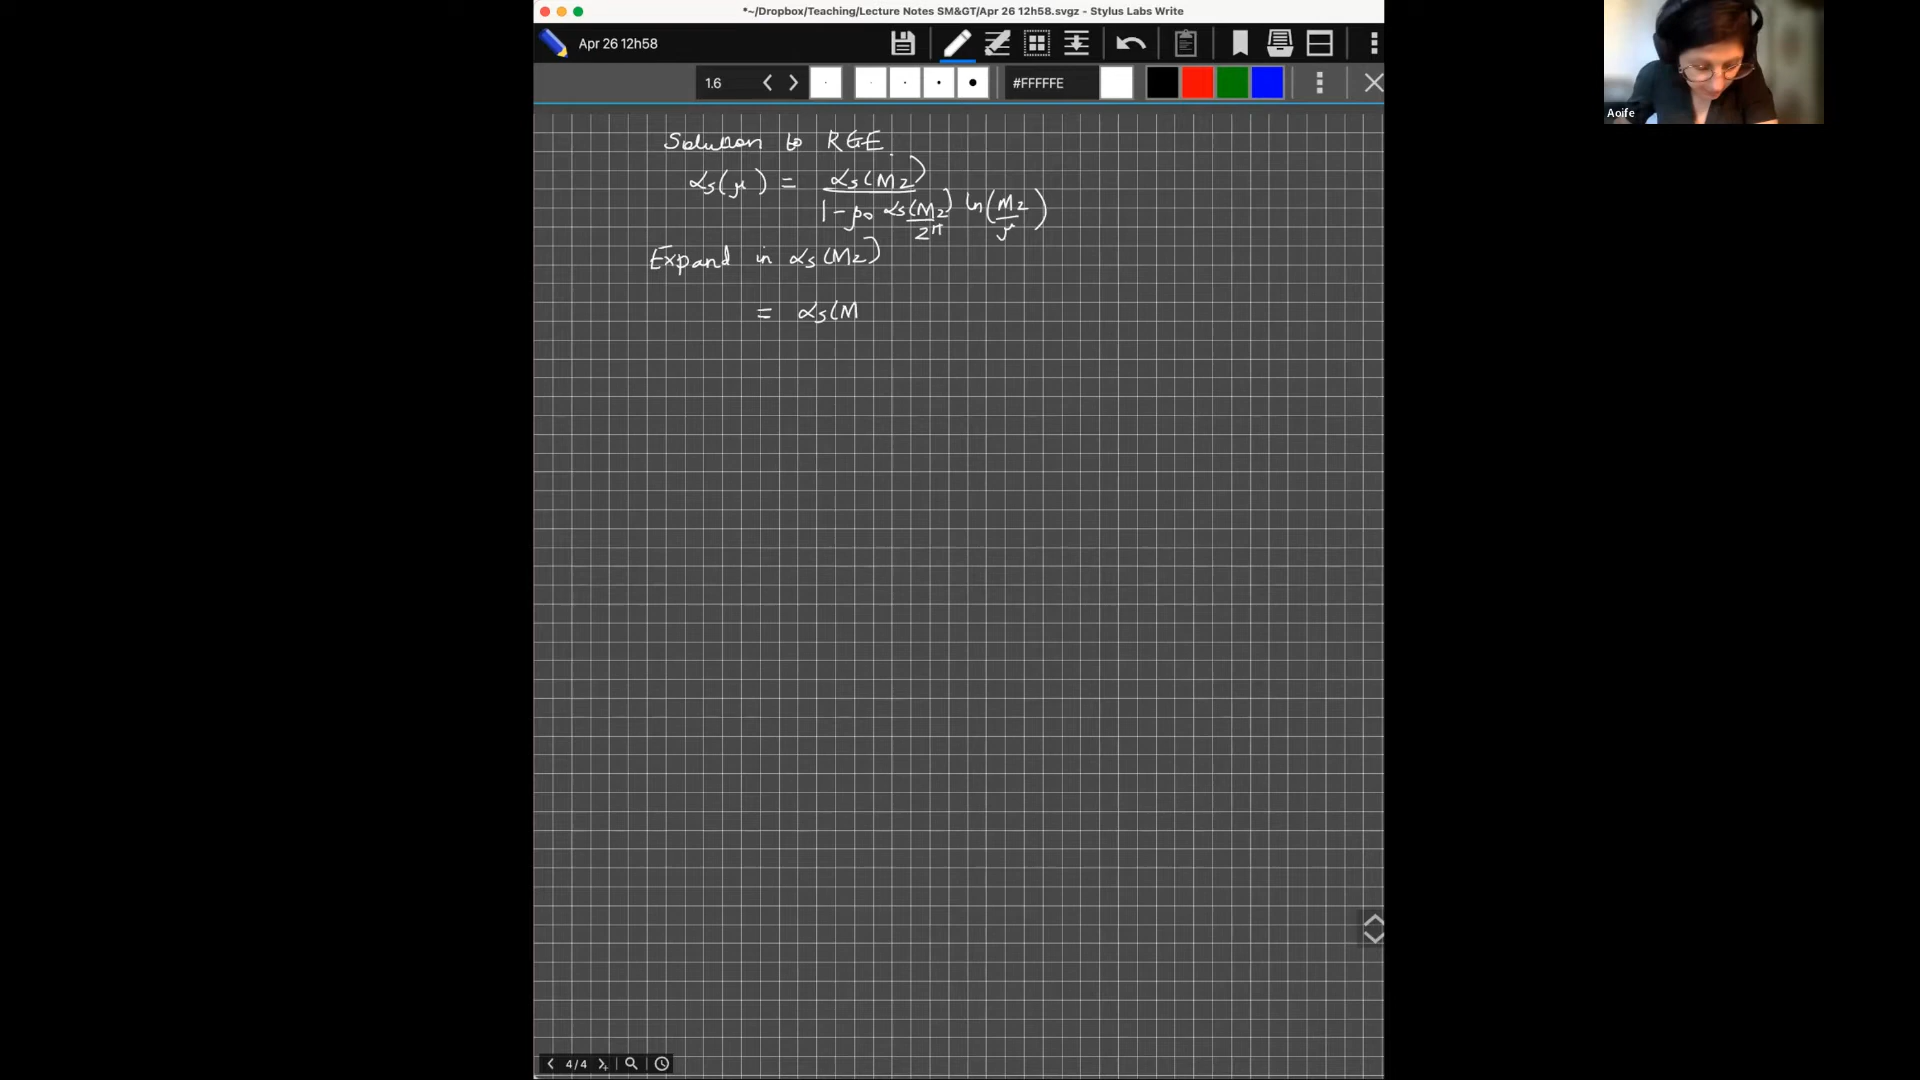 *~/Dropbox/Teaching/Lecture Notes SM&GT/Apr 26 12h58.svgz - Stylus Labs Write
Apr 26 12h58
1.6
#FFFFFE
Aoife
Solution to RGE.
αs(μ) = αs(Mz) / (1 - β0 αs(Mz)/2π ln(Mz/μ))
Expand in αs(Mz)
= αs(M
4/4